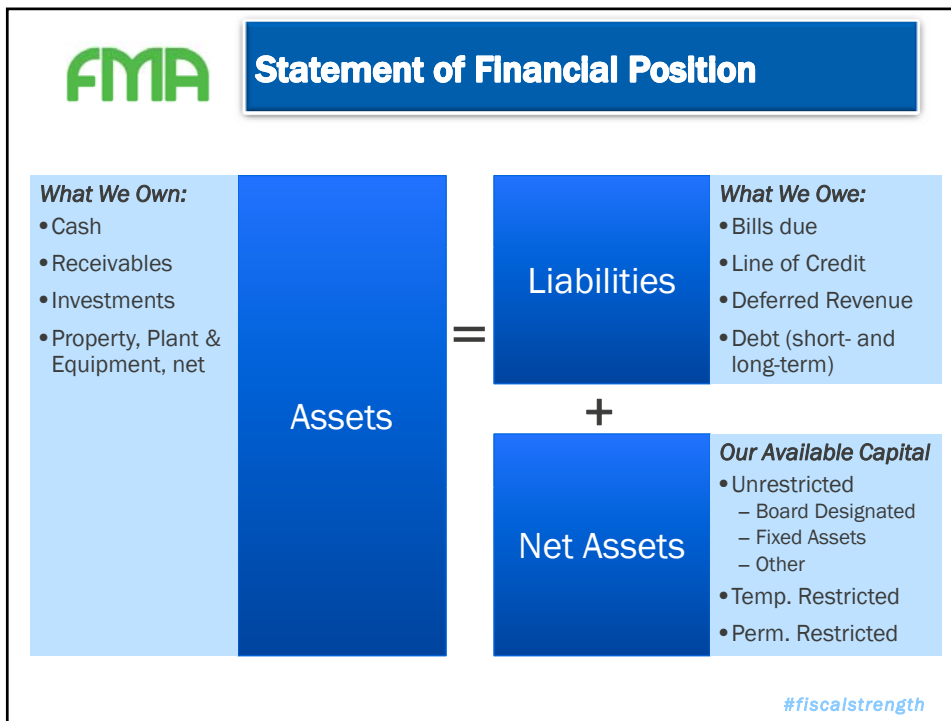 FMA
Statement of Financial Position
What We Own:
•Cash
•Receivables
•Investments
•Property, Plant &
Equipment, net
Assets
=
Liabilities
What We Owe:
•Bills due
•Line of Credit
•Deferred Revenue
•Debt (short- and
long-term)
+
Net Assets
Our Available Capital
•Unrestricted
– Board Designated
– Fixed Assets
– Other
•Temp. Restricted
•Perm. Restricted
#fiscalstrength